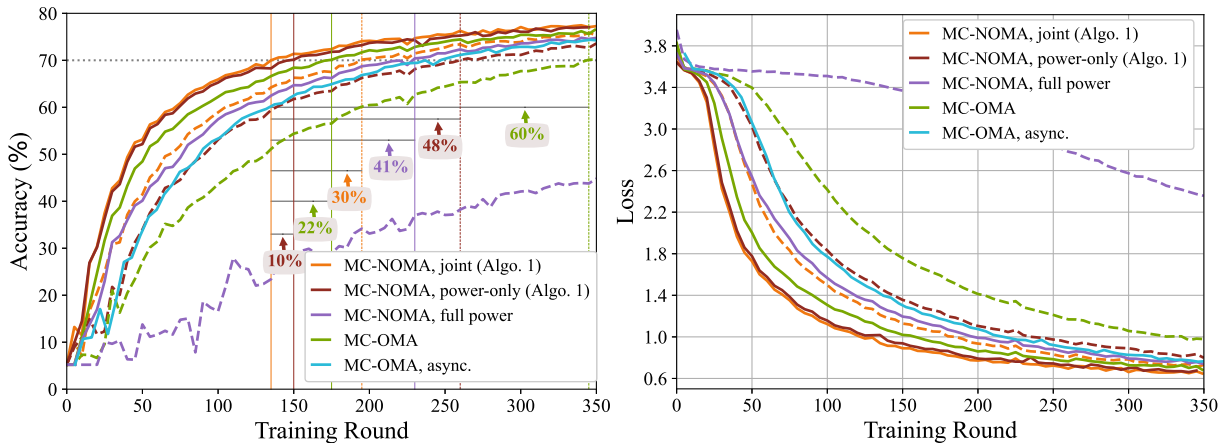 80
70
60
50
40
30
20
10
0
Accuracy (%)
60%
48%
41%
30%
22%
10%
MC-NOMA, joint (Algo. 1)
MC-NOMA, power-only (Algo. 1)
MC-NOMA, full power
MC-OMA
MC-OMA, async.
0 50 100 150 200 250 300 350
Training Round
3.8
3.4
3.0
2.6
2.2
1.8
1.4
1.0
0.6
Loss
MC-NOMA, joint (Algo. 1)
MC-NOMA, power-only (Algo. 1)
MC-NOMA, full power
MC-OMA
MC-OMA, async.
0 50 100 150 200 250 300 350
Training Round